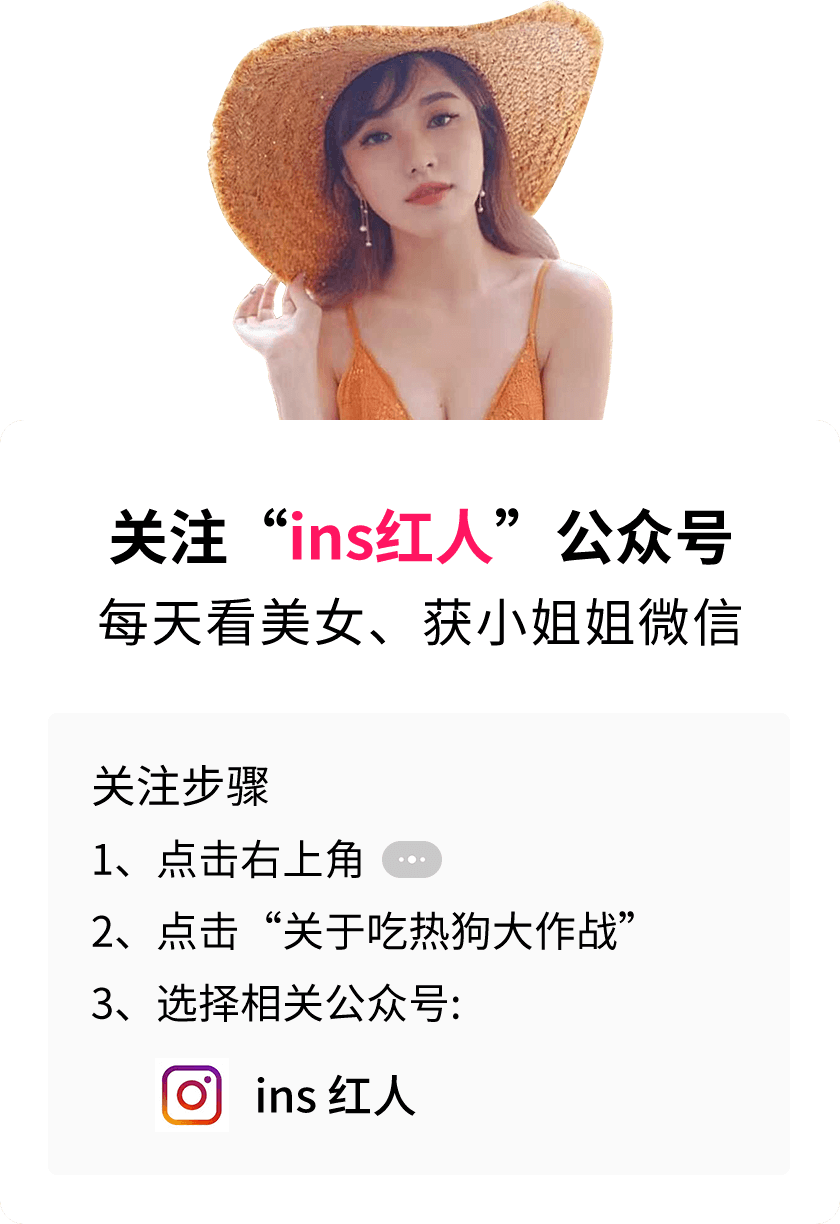 关注“ins红人”公众号
每天看美女、获小姐姐微信
关注步骤
1、点击右上角
2、点击“关于吃热狗大作战”
3、选择相关公众号:
ins 红人